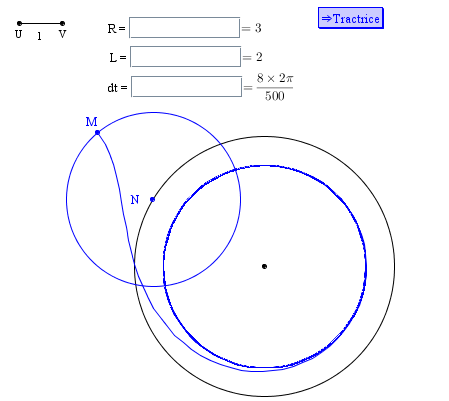 U 1 V
R = = 3
⇒Tractrice
L = = 2
dt = = 8 × 2π / 500
M
N